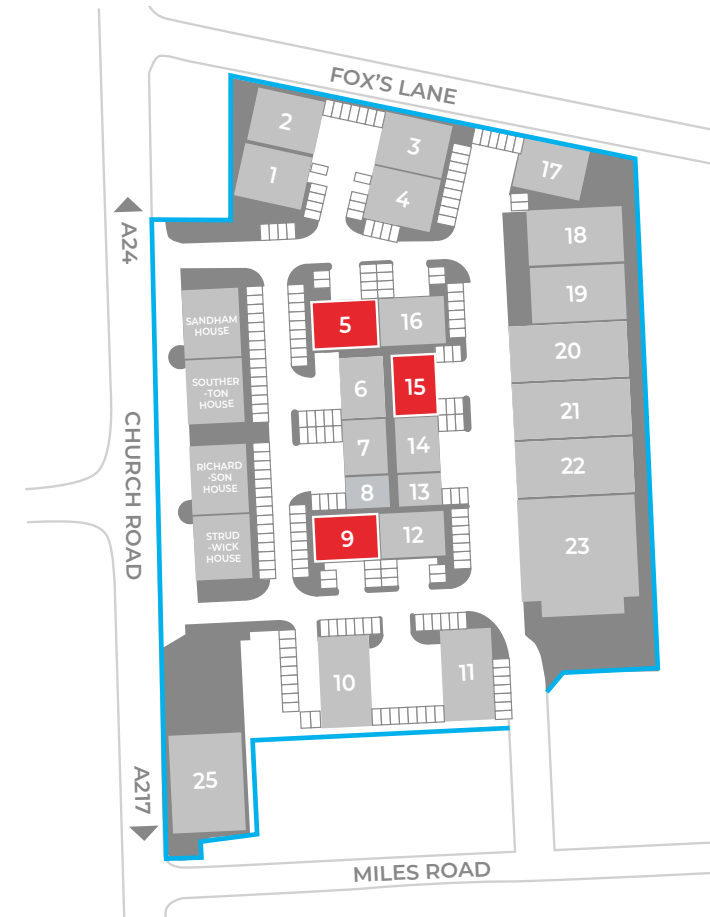 FOX'S LANE
2
3
1
4
17
A24
18
19
SANDHAM
HOUSE
5
16
20
SOUTHER
-TON
HOUSE
6
15
21
CHURCH ROAD
7
14
22
RICHARD
-SON
HOUSE
8
13
STRUD
-WICK
HOUSE
9
12
23
10
11
25
A217
MILES ROAD